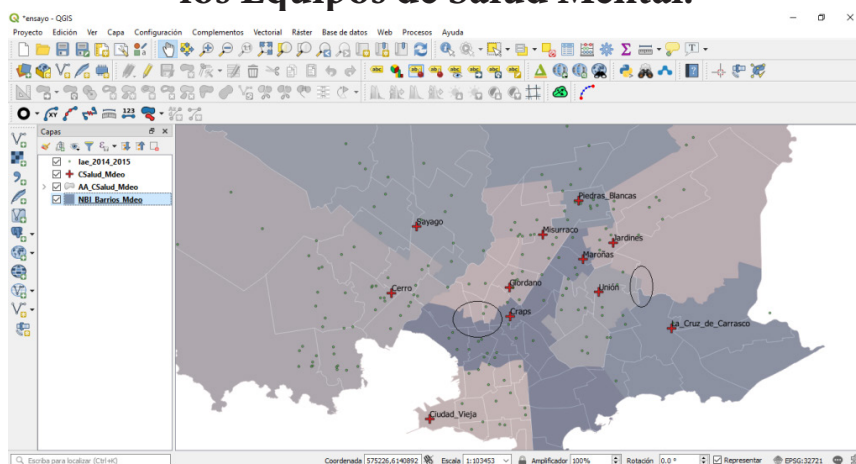 los Equipos de Salud Mental.
*ensayo - QGIS
Proyecto Edición Ver Capa Configuración Complementos Vectorial Ráster Base de datos Web Procesos Ayuda
Capas
Iae_2014_2015
CSalud_Mdeo
AA_CSalud_Mdeo
NBI_Barrios_Mdeo
Piedras_Blancas
Sayago
Misurraco
Jardines
Maroñas
Giordano
Cerro
Unión
Craps
La_Cruz_de_Carrasco
Ciudad_Vieja
Escriba para localizar (Ctrl+K)
Coordenada 575226,6140892 Escala 1:103453 Amplificador 100% Rotación 0.0 ° Representar EPSG:32721